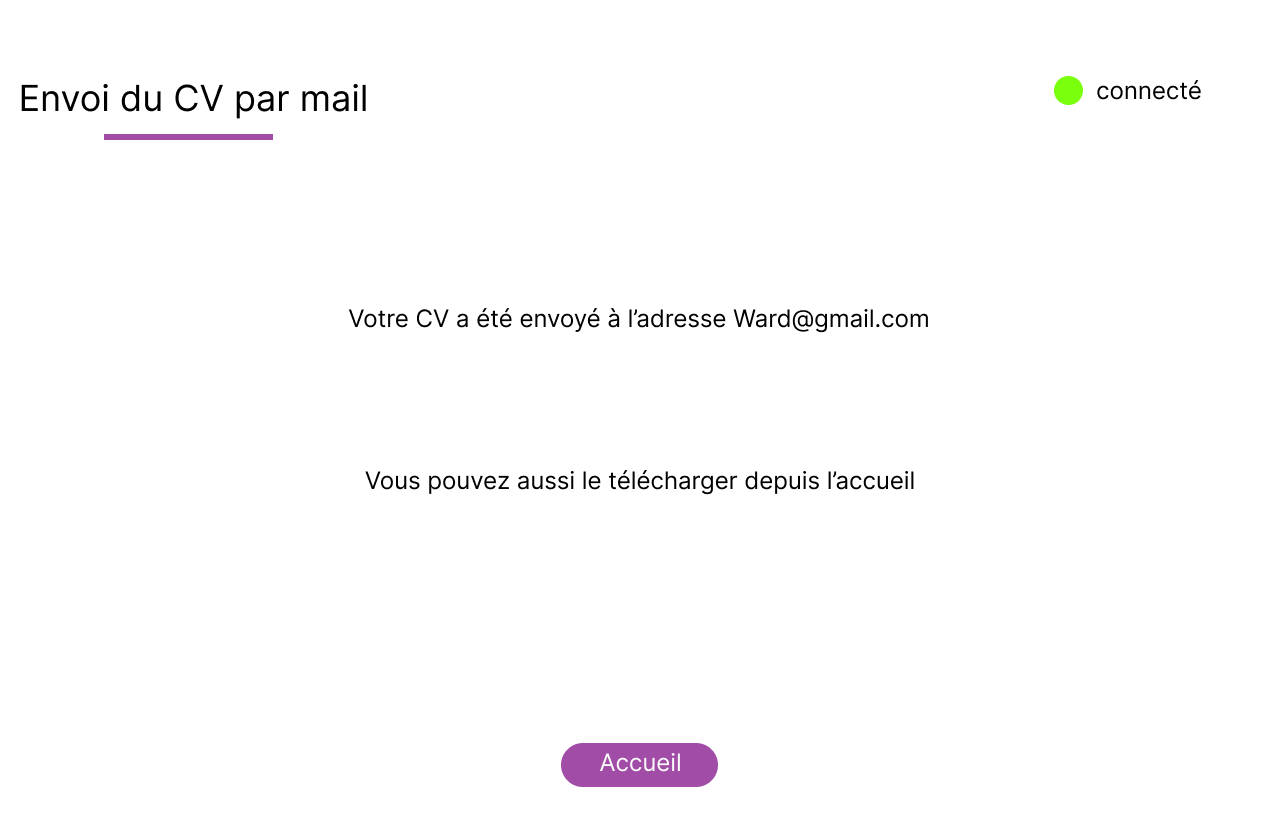 Envoi du CV par mail
connecté
Votre CV a été envoyé à l’adresse Ward@gmail.com
Vous pouvez aussi le télécharger depuis l’accueil
Accueil